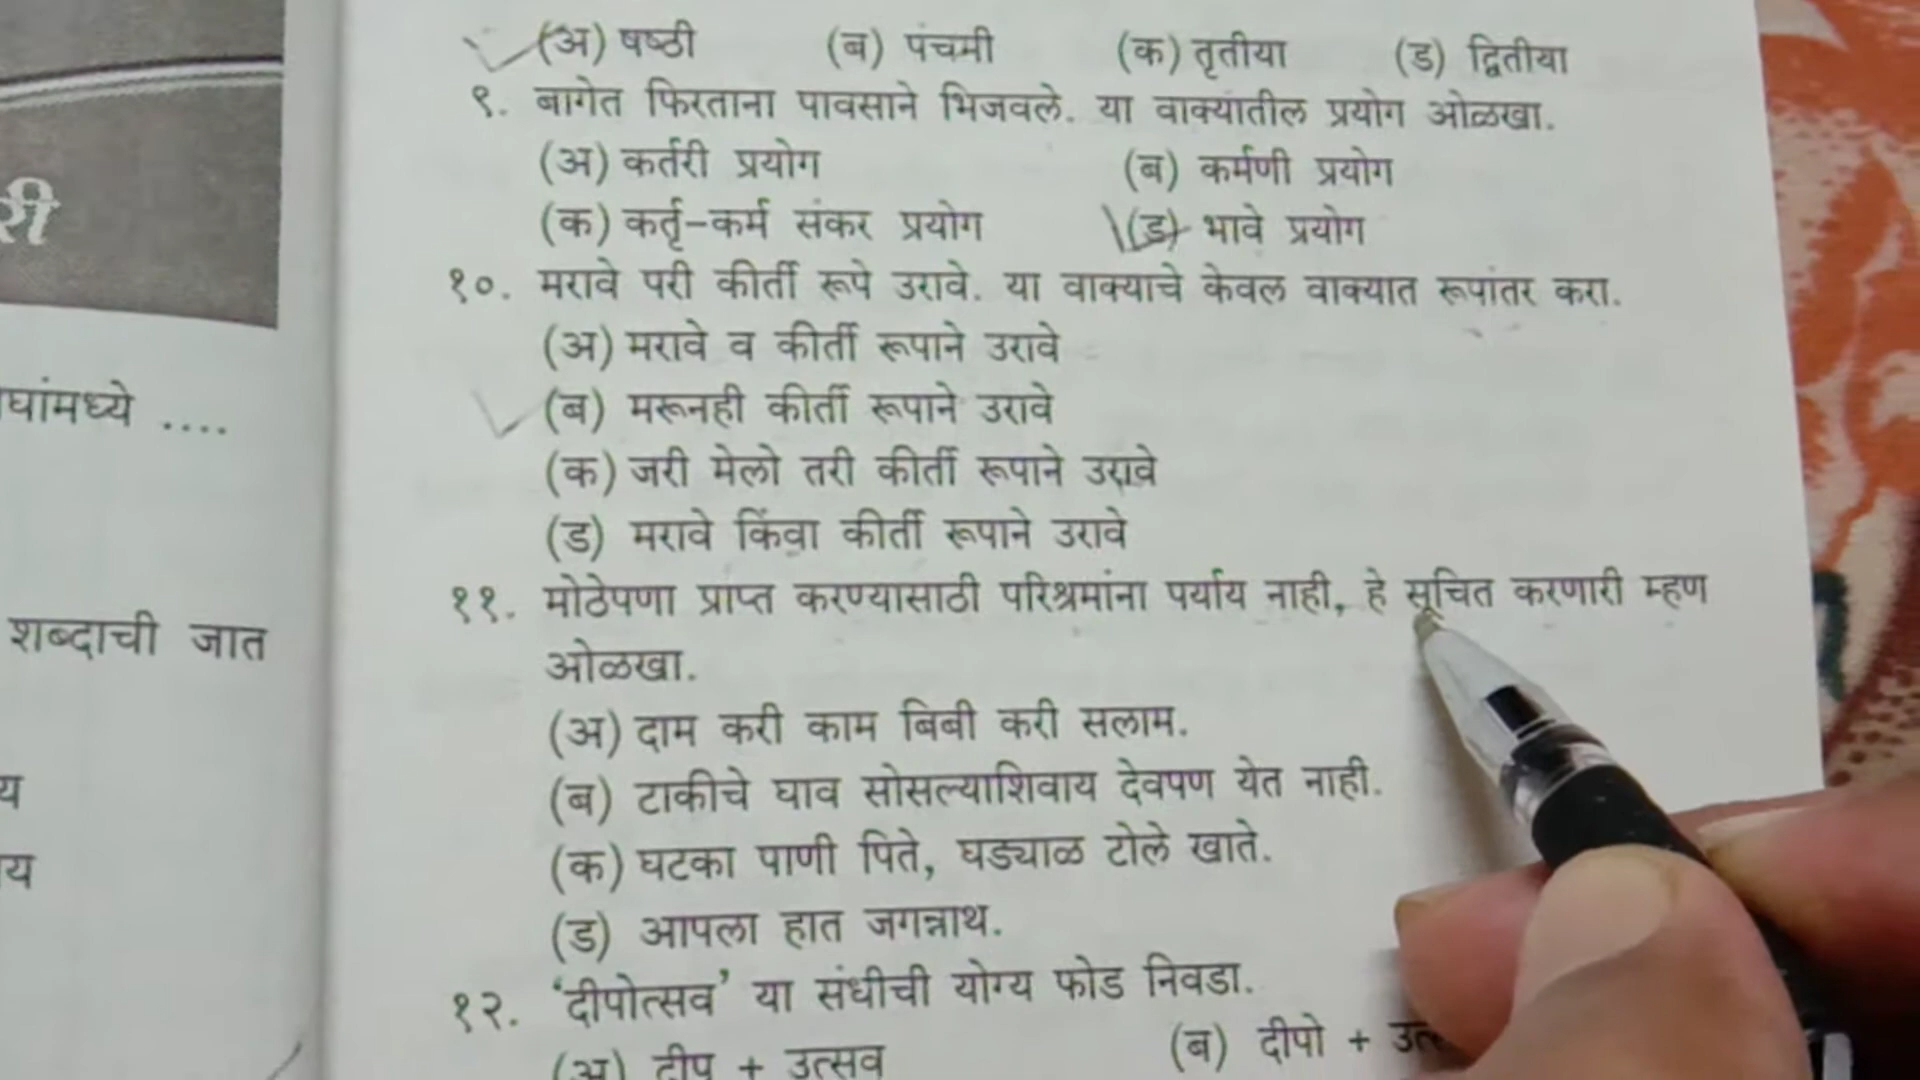 री
घांमध्ये ....
शब्दाची जात
य
य
(अ) षष्ठी (ब) पंचमी (क) तृतीया (ड) द्वितीया
९. बागेत फिरताना पावसाने भिजवले. या वाक्यातील प्रयोग ओळखा.
(अ) कर्तरी प्रयोग (ब) कर्मणी प्रयोग
(क) कर्तृ-कर्म संकर प्रयोग (ड) भावे प्रयोग
१०. मरावे परी कीर्ती रूपे उरावे. या वाक्याचे केवल वाक्यात रूपांतर करा.
(अ) मरावे व कीर्ती रूपाने उरावे
(ब) मरूनही कीर्ती रूपाने उरावे
(क) जरी मेलो तरी कीर्ती रूपाने उरावे
(ड) मरावे किंवा कीर्ती रूपाने उरावे
११. मोठेपणा प्राप्त करण्यासाठी परिश्रमांना पर्याय नाही, हे सूचित करणारी म्हण
ओळखा.
(अ) दाम करी काम बिबी करी सलाम.
(ब) टाकीचे घाव सोसल्याशिवाय देवपण येत नाही.
(क) घटका पाणी पिते, घड्याळ टोले खाते.
(ड) आपला हात जगन्नाथ.
१२. 'दीपोत्सव' या संधीची योग्य फोड निवडा.
(अ) दीप + उत्सव (ब) दीपो +